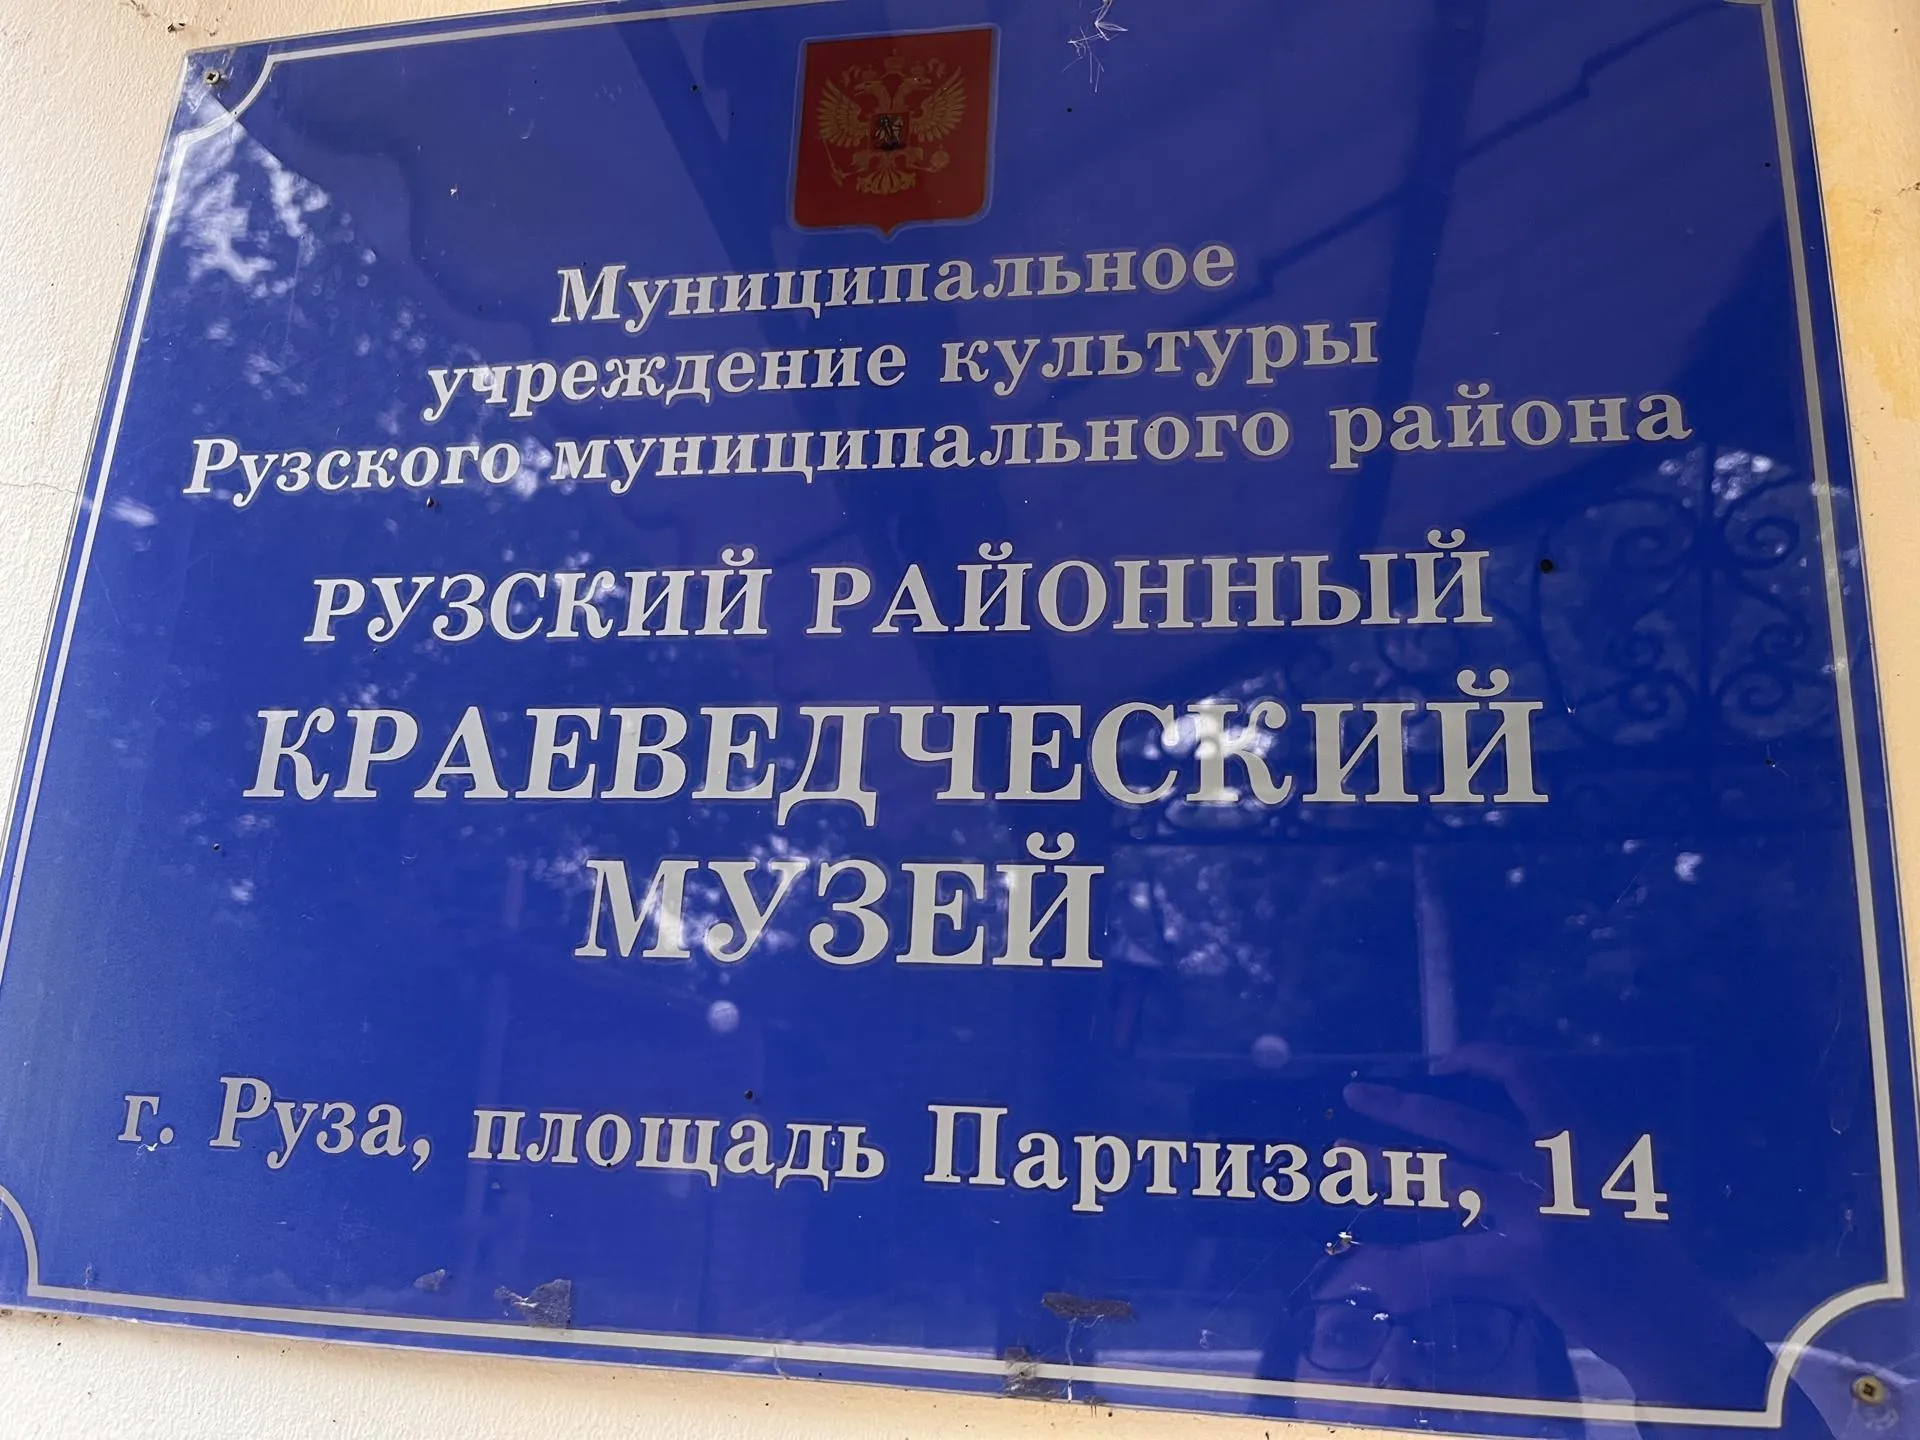 Муниципальное
учреждение культуры
Рузского муниципального района
РУЗСКИЙ РАЙОННЫЙ
КРАЕВЕДЧЕСКИЙ
МУЗЕЙ
г. Руза, площадь Партизан, 14